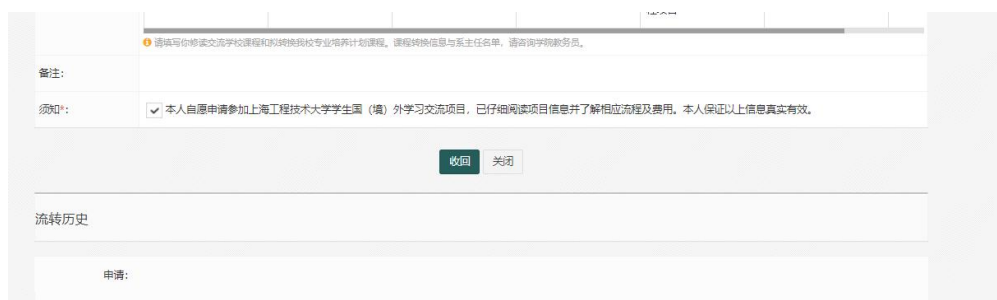 请填写你修读交流学校课程和拟转换我校专业培养计划课程。课程转换信息与系主任名单，请咨询学院教务员。
备注：
须知*：
本人自愿申请参加上海工程技术大学学生国（境）外学习交流项目，已仔细阅读项目信息并了解相应流程及费用。本人保证以上信息真实有效。
收回 关闭
流转历史
申请：